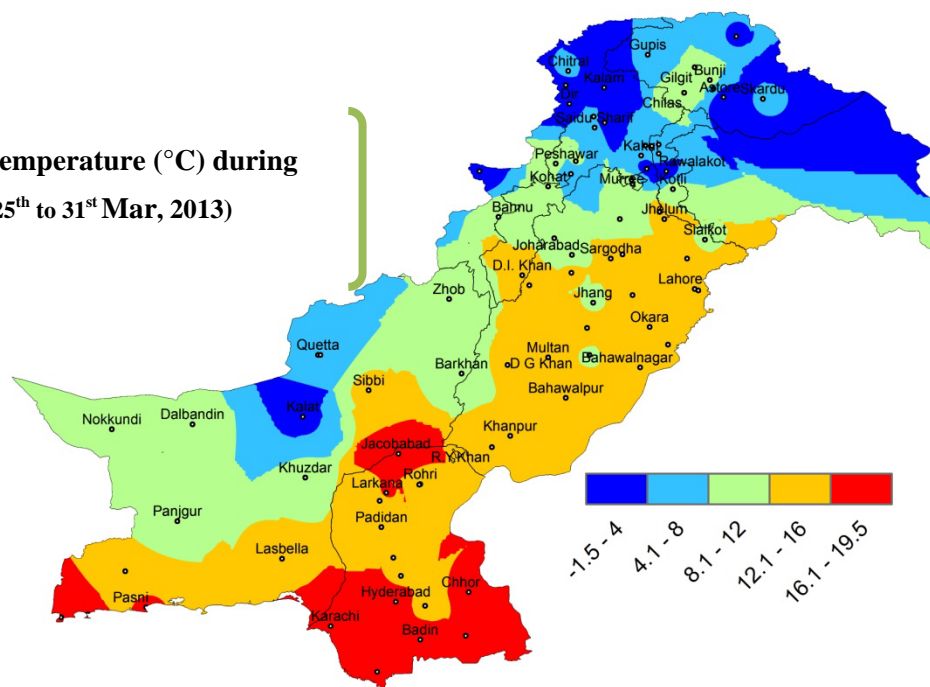 emperature (°C) during
25th to 31st Mar, 2013)
Gupis
Chitral
Bunji
Gilgit
Kalam
Astore
Skardu
Dir
Chilas
Saidu Sharif
Kakul
Peshawar
Rawalakot
Kohat
Murree
Kotli
Bannu
Jhelum
Sialkot
Joharabad
Sargodha
D.I. Khan
Zhob
Jhang
Lahore
Okara
Quetta
Multan
Barkhan
D G Khan
Bahawalnagar
Sibbi
Bahawalpur
Kalat
Dalbandin
Nokkundi
Khanpur
Jacobabad
R.Y.Khan
Khuzdar
Rohri
Larkana
Panjgur
Padidan
Lasbella
Pasni
Hyderabad
Chhor
Karachi
Badin
-1.5 - 4
4.1 - 8
8.1 - 12
12.1 - 16
16.1 - 19.5